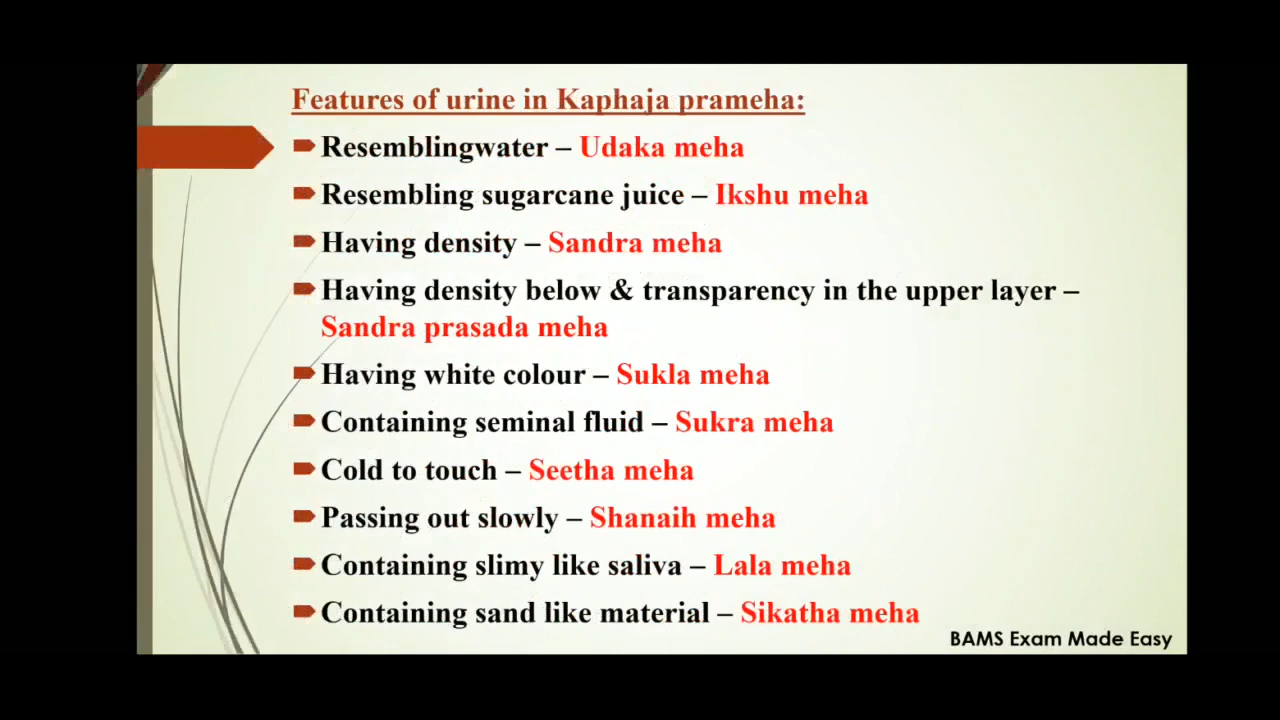 Features of urine in Kaphaja prameha:
Resemblingwater – Udaka meha
Resembling sugarcane juice – Ikshu meha
Having density – Sandra meha
Having density below & transparency in the upper layer –
Sandra prasada meha
Having white colour – Sukla meha
Containing seminal fluid – Sukra meha
Cold to touch – Seetha meha
Passing out slowly – Shanaih meha
Containing slimy like saliva – Lala meha
Containing sand like material – Sikatha meha
BAMS Exam Made Easy